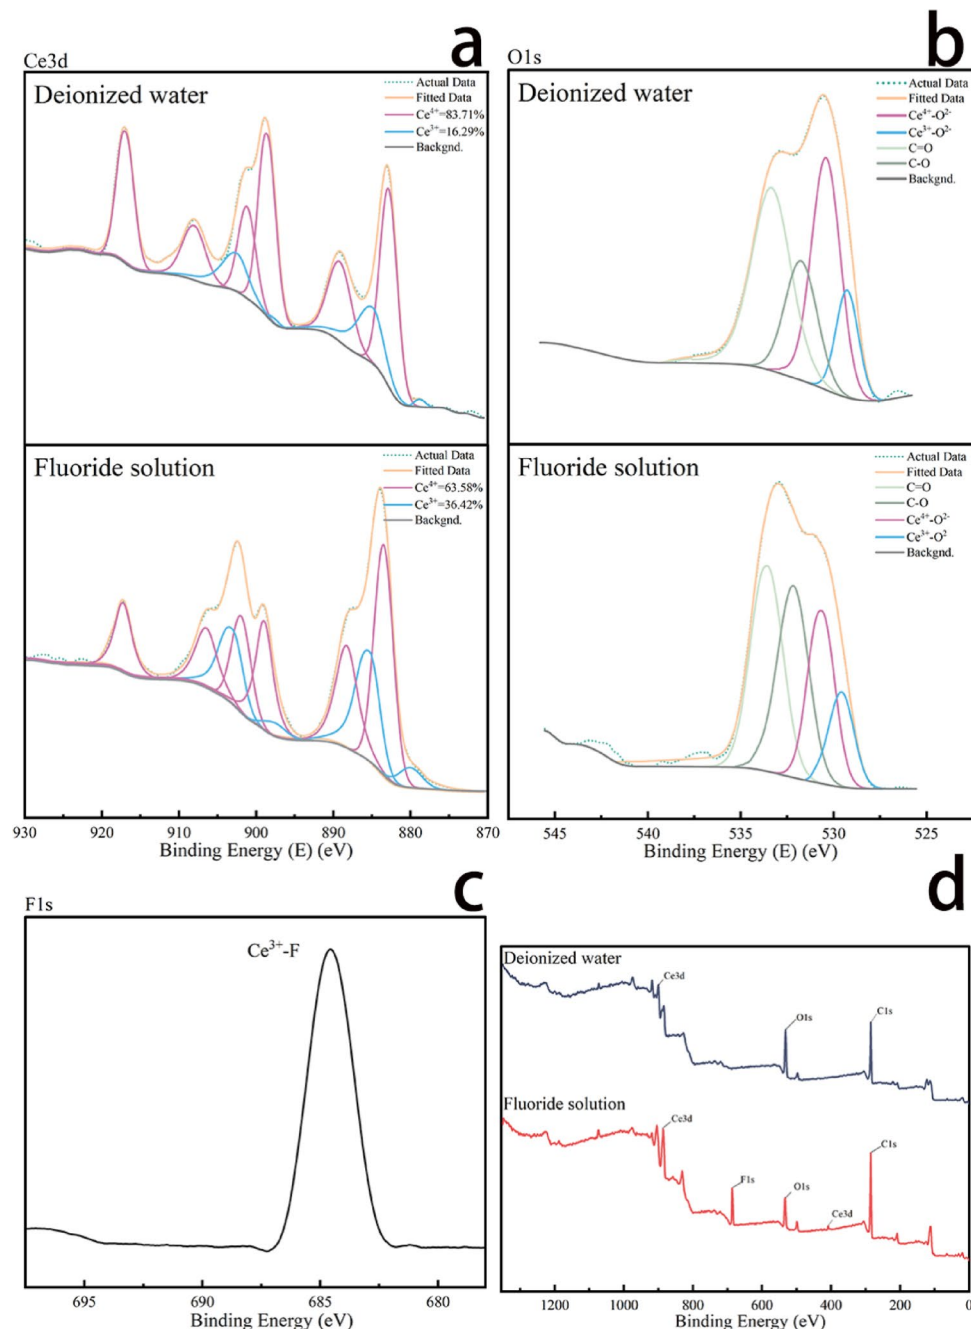 a
Ce3d
Deionized water
Actual Data
Fitted Data
Ce⁴⁺=83.71%
Ce³⁺=16.29%
Backgnd.
Fluoride solution
Actual Data
Fitted Data
Ce⁴⁺=63.58%
Ce³⁺=36.42%
Backgnd.
930 920 910 900 890 880 870
Binding Energy (E) (eV)
b
O1s
Deionized water
Actual Data
Fitted Data
Ce⁴⁺-O²⁻
Ce³⁺-O²⁻
C=O
C-O
Backgnd.
Fluoride solution
Actual Data
Fitted Data
C=O
C-O
Ce⁴⁺-O²⁻
Ce³⁺-O²
Backgnd.
545 540 535 530 525
Binding Energy (E) (eV)
c
F1s
Ce³⁺-F
695 690 685 680
Binding Energy (eV)
d
Deionized water
Ce3d
O1s
C1s
Fluoride solution
Ce3d
F1s
O1s
Ce3d
C1s
1200 1000 800 600 400 200 0
Binding Energy (eV)